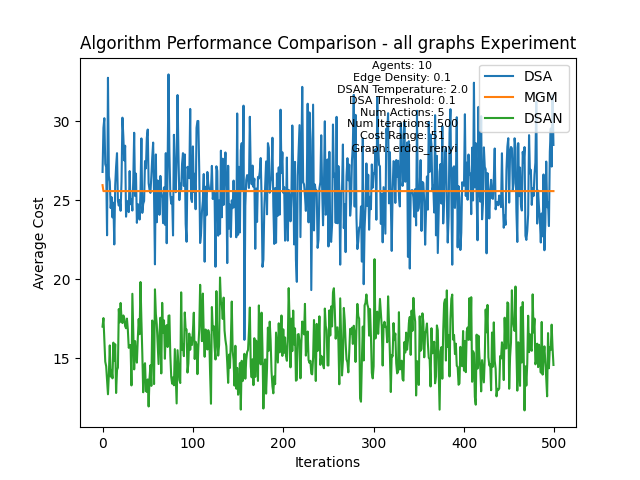 Algorithm Performance Comparison - all graphs Experiment
Agents: 10
Edge Density: 0.1
DSAN Temperature: 2.0
DSA Threshold: 0.1
Num Actions: 5
Num Iterations: 500
Cost Range: 51
Graph: erdos_renyi
DSA
MGM
DSAN
Average Cost
30
25
20
15
0
100
200
300
400
500
Iterations